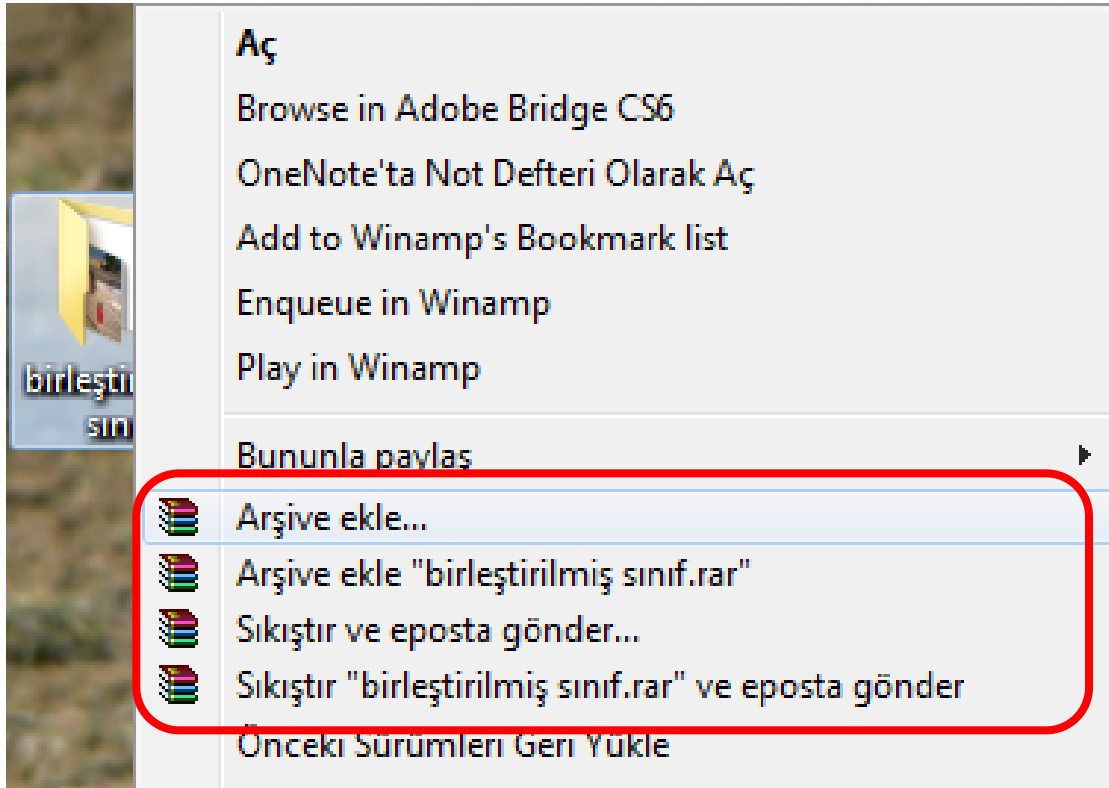 Aç
Browse in Adobe Bridge CS6
OneNote'ta Not Defteri Olarak Aç
Add to Winamp's Bookmark list
Enqueue in Winamp
Play in Winamp
Bununla paylaş
Arşive ekle...
Arşive ekle "birleştirilmiş sınıf.rar"
Sıkıştır ve eposta gönder...
Sıkıştır "birleştirilmiş sınıf.rar" ve eposta gönder
Önceki Sürümleri Geri Yükle